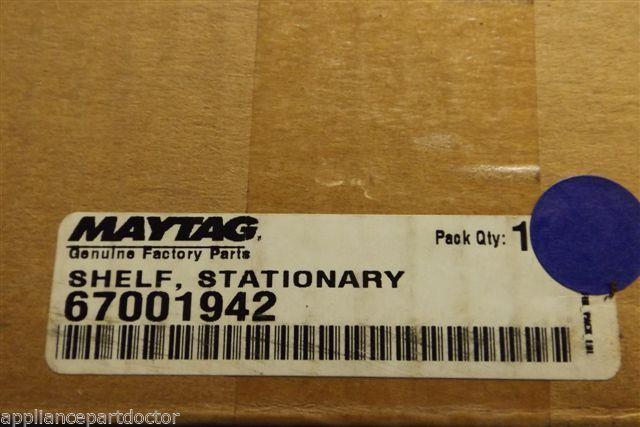 MAYTAG
Genuine Factory Parts
Pack Qty: 1
SHELF, STATIONARY
67001942
© appliancepartdoctor